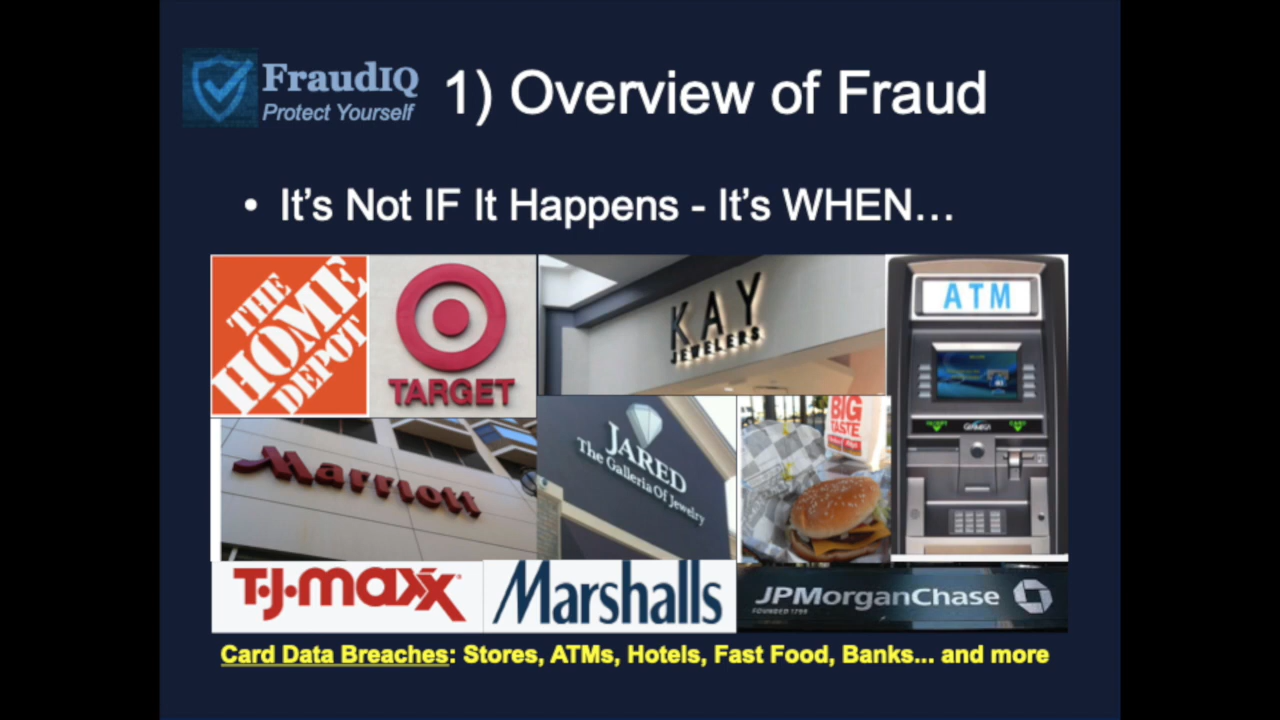 FraudIQ
Protect Yourself
1) Overview of Fraud
• It's Not IF It Happens - It's WHEN...
THE
HOME
DEPOT
TARGET
KAY
JEWELERS
ATM
Marriott
JARED
The Galleria Of Jewelry
BIG
TASTE
T•J•maxx
Marshalls
JPMorganChase
FOUNDED 1799
Card Data Breaches: Stores, ATMs, Hotels, Fast Food, Banks... and more